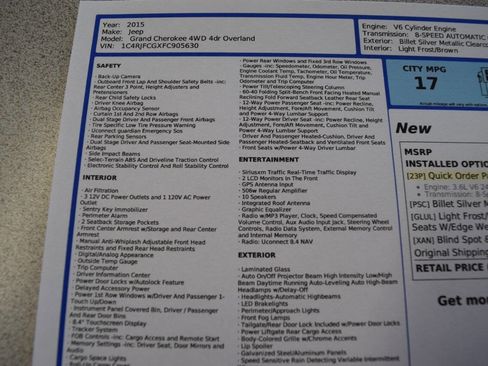 Year: 2015
Make: Jeep
Model: Grand Cherokee 4WD 4dr Overland
VIN: 1C4RJFCGXFC905630
SAFETY
- Back-Up Camera
- Outboard Front Lap And Shoulder Safety Belts -inc:
Rear Center 3 Point, Height Adjusters and
Pretensioners
- Rear Child Safety Locks
- Driver Knee Airbag
- Airbag Occupancy Sensor
- Curtain 1st And 2nd Row Airbags
- Dual Stage Driver And Passenger Front Airbags
- Tire Specific Low Tire Pressure Warning
- Uconnect guardian Emergency Sos
- Rear Parking Sensors
- Dual Stage Driver And Passenger Seat-Mounted Side
Airbags
- Side Impact Beams
- Selec-Terrain ABS And Driveline Traction Control
- Electronic Stability Control And Roll Stability Control
INTERIOR
- Air Filtration
- 3 12V DC Power Outlets and 1 120V AC Power
Outlet
- Sentry Key Immobilizer
- Perimeter Alarm
- 2 Seatback Storage Pockets
- Front Center Armrest w/Storage and Rear Center
Armrest
- Manual Anti-Whiplash Adjustable Front Head
Restraints and Fixed Rear Head Restraints
- Digital/Analog Appearance
- Outside Temp Gauge
- Trip Computer
- Driver Information Center
- Power Door Locks w/Autolock Feature
- Delayed Accessory Power
- Power 1st Row Windows w/Driver And Passenger 1-
Touch Up/Down
- Instrument Panel Covered Bin, Driver / Passenger
And Rear Door Bins
- 8.4" Touchscreen Display
- Tracker System
- FOB Controls -inc: Cargo Access and Remote Start
- Memory Settings -inc: Driver Seat, Door Mirrors and
Audio
- Cargo Space Lights
- Power Rear Windows and Fixed 3rd Row Windows
- Gauges -inc: Speedometer, Odometer, Oil Pressure,
Engine Coolant Temp, Tachometer, Oil Temperature,
Transmission Fluid Temp, Engine Hour Meter, Trip
Odometer and Trip Computer
- Power Tilt/Telescoping Steering Column
- 60-40 Folding Split-Bench Front Facing Heated Manual
Reclining Fold Forward Seatback Leather Rear Seat
- 12-Way Power Passenger Seat -inc: Power Recline,
Height Adjustment, Fore/Aft Movement, Cushion Tilt
and Power 4-Way Lumbar Support
- 12-Way Power Driver Seat -inc: Power Recline, Height
Adjustment, Fore/Aft Movement, Cushion Tilt and
Power 4-Way Lumbar Support
- Driver And Passenger Heated-Cushion, Driver And
Passenger Heated-Seatback and Ventilated Front Seats
- Front Seats w/Power 4-Way Driver Lumbar
ENTERTAINMENT
- Siriusxm Traffic Real-Time Traffic Display
- 2 LCD Monitors In The Front
- GPS Antenna Input
- 506w Regular Amplifier
- 10 Speakers
- Integrated Roof Antenna
- Graphic Equalizer
- Radio w/MP3 Player, Clock, Speed Compensated
Volume Control, Aux Audio Input Jack, Steering Wheel
Controls, Radio Data System, External Memory Control
and Internal Memory
- Radio: Uconnect 8.4 NAV
EXTERIOR
- Laminated Glass
- Auto On/Off Projector Beam High Intensity Low/High
Beam Daytime Running Auto-Leveling Auto High-Beam
Headlamps w/Delay-Off
- Headlights-Automatic Highbeams
- LED Brakelights
- Perimeter/Approach Lights
- Front Fog Lamps
- Tailgate/Rear Door Lock Included w/Power Door Locks
- Power Liftgate Rear Cargo Access
- Body-Colored Grille w/Chrome Accents
- Lip Spoiler
- Galvanized Steel/Aluminum Panels
- Speed Sensitive Rain Detecting Variable Intermittent
Engine: V6 Cylinder Engine
Transmission: 8-SPEED AUTOMATIC
Exterior: Billet Silver Metallic Clearco
Interior: Light Frost/Brown
CITY MPG
17
Actual mileage will vary with
New
MSRP
INSTALLED OPTION
[23P] Quick Order Pa
• Engine: 3.6L V6 24
• Transmission: 8-S
[PSC] Billet Silver M
[GLUL] Light Frost/
Seats W/Edge We
[XAN] Blind Spot &
Original Shipping
RETAIL PRICE
Get mo